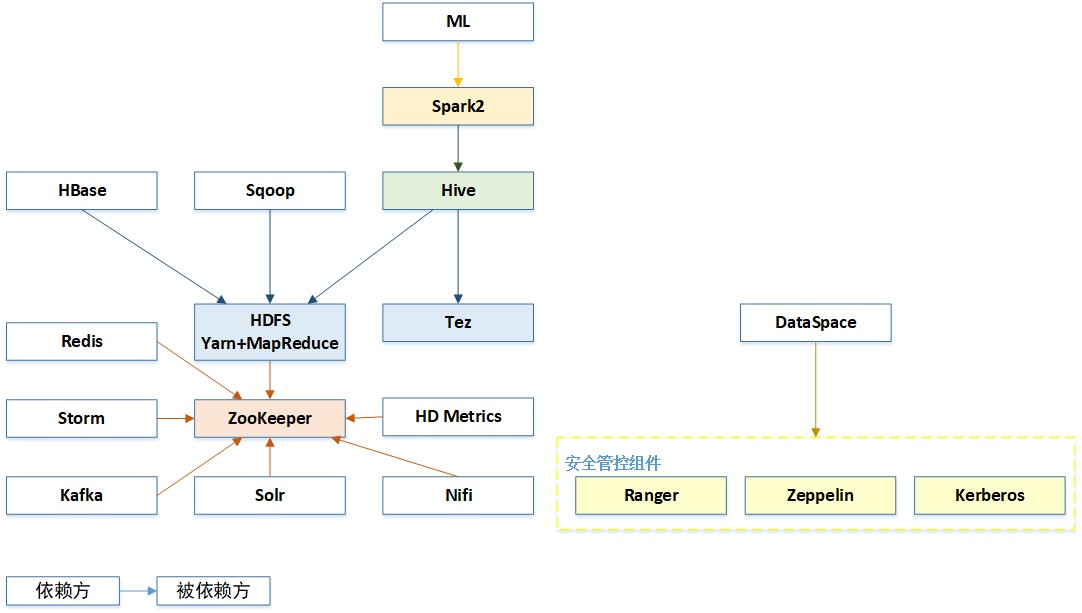 ML
Spark2
HBase
Sqoop
Hive
HDFS
Yarn+MapReduce
Tez
DataSpace
Redis
Storm
ZooKeeper
HD Metrics
安全管控组件
Kafka
Solr
Nifi
Ranger
Zeppelin
Kerberos
依赖方
被依赖方